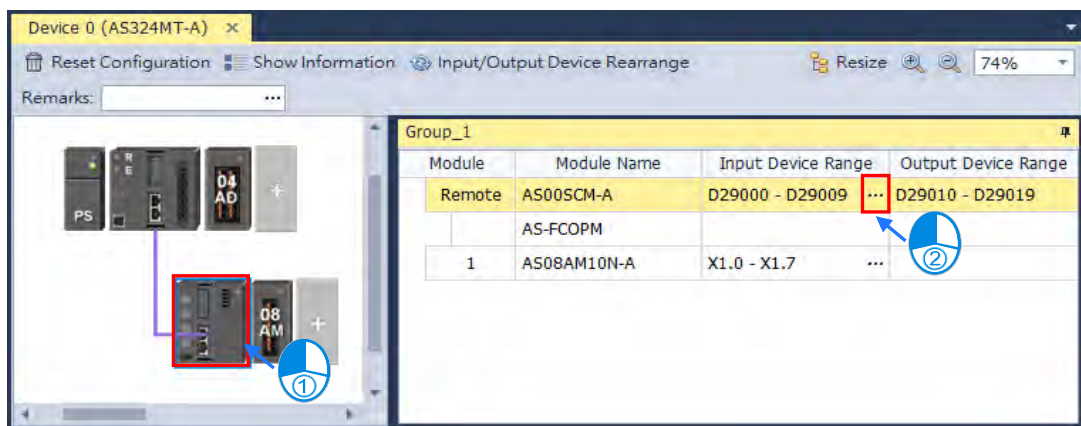 Device 0 (AS324MT-A) ×
Reset Configuration Show Information Input/Output Device Rearrange Resize 74%
Remarks: ...
PS
R
E
04
AD
+
08
AM
+
①
Group_1
Module Module Name Input Device Range Output Device Range
Remote AS00SCM-A D29000 - D29009 ... D29010 - D29019
AS-FCOPM
1 AS08AM10N-A X1.0 - X1.7 ...
②